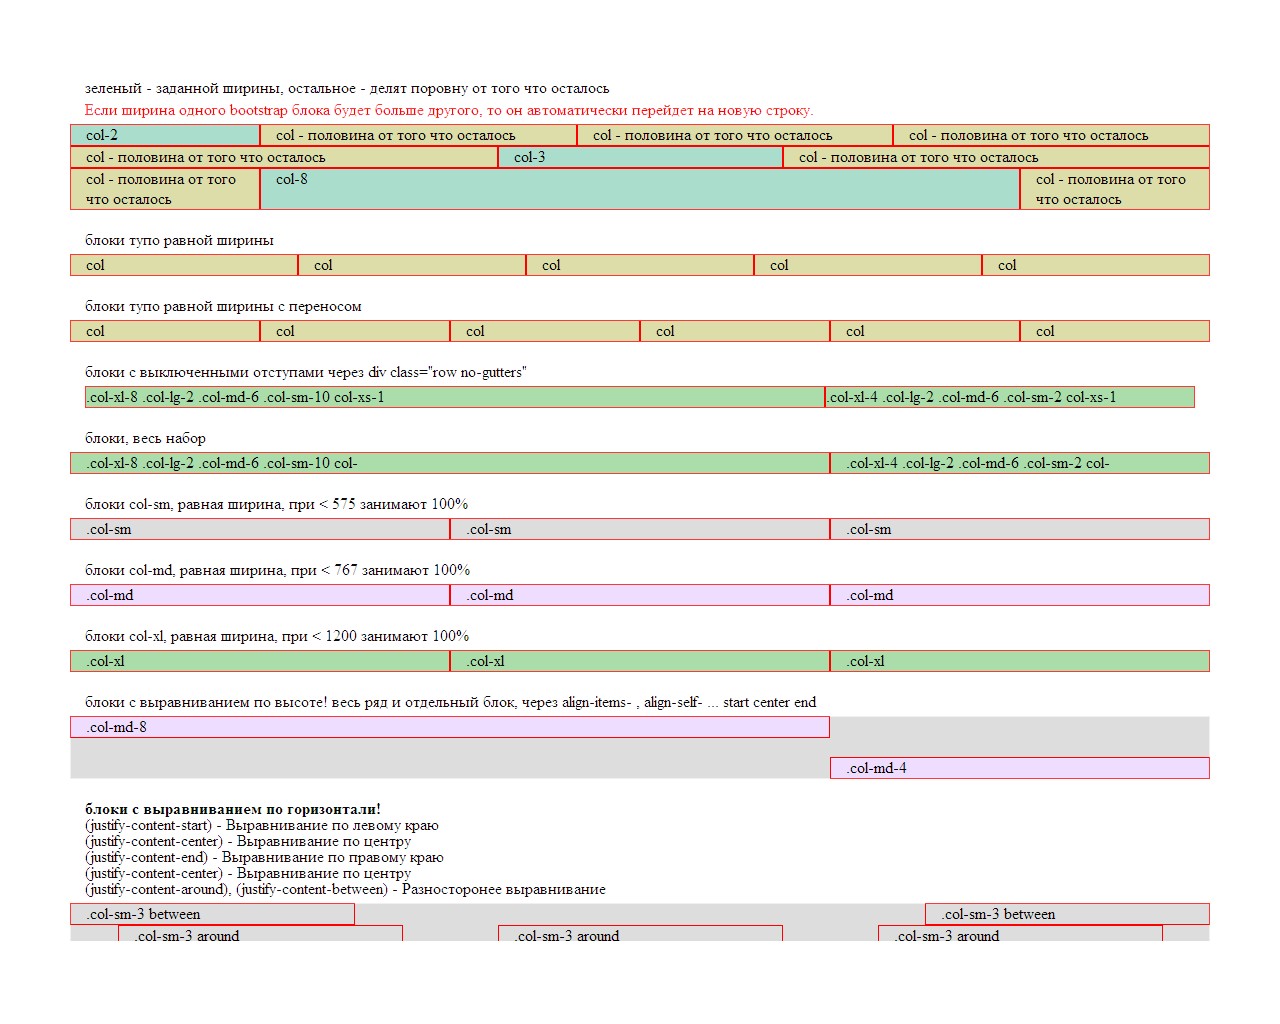 зеленый - заданной ширины, остальное - делят поровну от того что осталось
Если ширина одного bootstrap блока будет больше другого, то он автоматически перейдет на новую строку.
col-2 col - половина от того что осталось col - половина от того что осталось col - половина от того что осталось
col - половина от того что осталось col-3 col - половина от того что осталось
col - половина от того col-8 col - половина от того
что осталось что осталось
блоки тупо равной ширины
col col col col col
блоки тупо равной ширины с переносом
col col col col col col
блоки с выключенными отступами через div class="row no-gutters"
.col-xl-8 .col-lg-2 .col-md-6 .col-sm-10 col-xs-1 .col-xl-4 .col-lg-2 .col-md-6 .col-sm-2 col-xs-1
блоки, весь набор
.col-xl-8 .col-lg-2 .col-md-6 .col-sm-10 col- .col-xl-4 .col-lg-2 .col-md-6 .col-sm-2 col-
блоки col-sm, равная ширина, при < 575 занимают 100%
.col-sm .col-sm .col-sm
блоки col-md, равная ширина, при < 767 занимают 100%
.col-md .col-md .col-md
блоки col-xl, равная ширина, при < 1200 занимают 100%
.col-xl .col-xl .col-xl
блоки с выравниванием по высоте! весь ряд и отдельный блок, через align-items- , align-self- ... start center end
.col-md-8
.col-md-4
блоки с выравниванием по горизонтали!
(justify-content-start) - Выравнивание по левому краю
(justify-content-center) - Выравнивание по центру
(justify-content-end) - Выравнивание по правому краю
(justify-content-center) - Выравнивание по центру
(justify-content-around), (justify-content-between) - Разносторонее выравнивание
.col-sm-3 between .col-sm-3 between
.col-sm-3 around .col-sm-3 around .col-sm-3 around